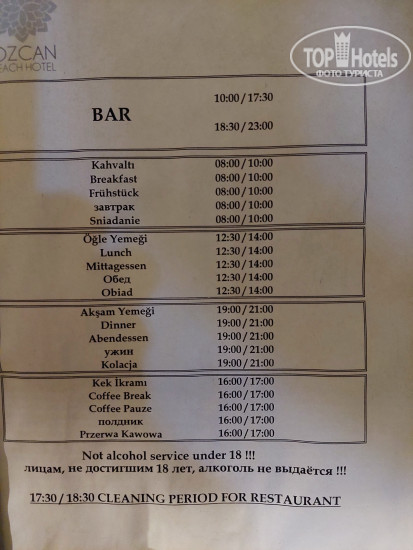 OZCAN
BEACH HOTEL
TOP Hotels
ФОТО ТУРИСТА
BAR
10:00 / 17:30
18:30 / 23:00
Kahvaltı 08:00 / 10:00
Breakfast 08:00 / 10:00
Frühstück 08:00 / 10:00
завтрак 08:00 / 10:00
Sniadanie 08:00 / 10:00
Öğle Yemeği 12:30 / 14:00
Lunch 12:30 / 14:00
Mittagessen 12:30 / 14:00
Обед 12:30 / 14:00
Obiad 12:30 / 14:00
Akşam Yemeği 19:00 / 21:00
Dinner 19:00 / 21:00
Abendessen 19:00 / 21:00
ужин 19:00 / 21:00
Kolacja 19:00 / 21:00
Kek İkramı 16:00 / 17:00
Coffee Break 16:00 / 17:00
Coffee Pauze 16:00 / 17:00
полдник 16:00 / 17:00
Przerwa Kawowa 16:00 / 17:00
Not alcohol service under 18 !!!
лицам, не достигшим 18 лет, алкоголь не выдаётся !!!
17:30 / 18:30 CLEANING PERIOD FOR RESTAURANT